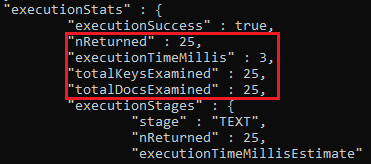 "executionStats" : {
"executionSuccess" : true,
"nReturned" : 25,
"executionTimeMillis" : 3,
"totalKeysExamined" : 25,
"totalDocsExamined" : 25,
"executionStages" : {
"stage" : "TEXT",
"nReturned" : 25,
"executionTimeMillisEstimate"